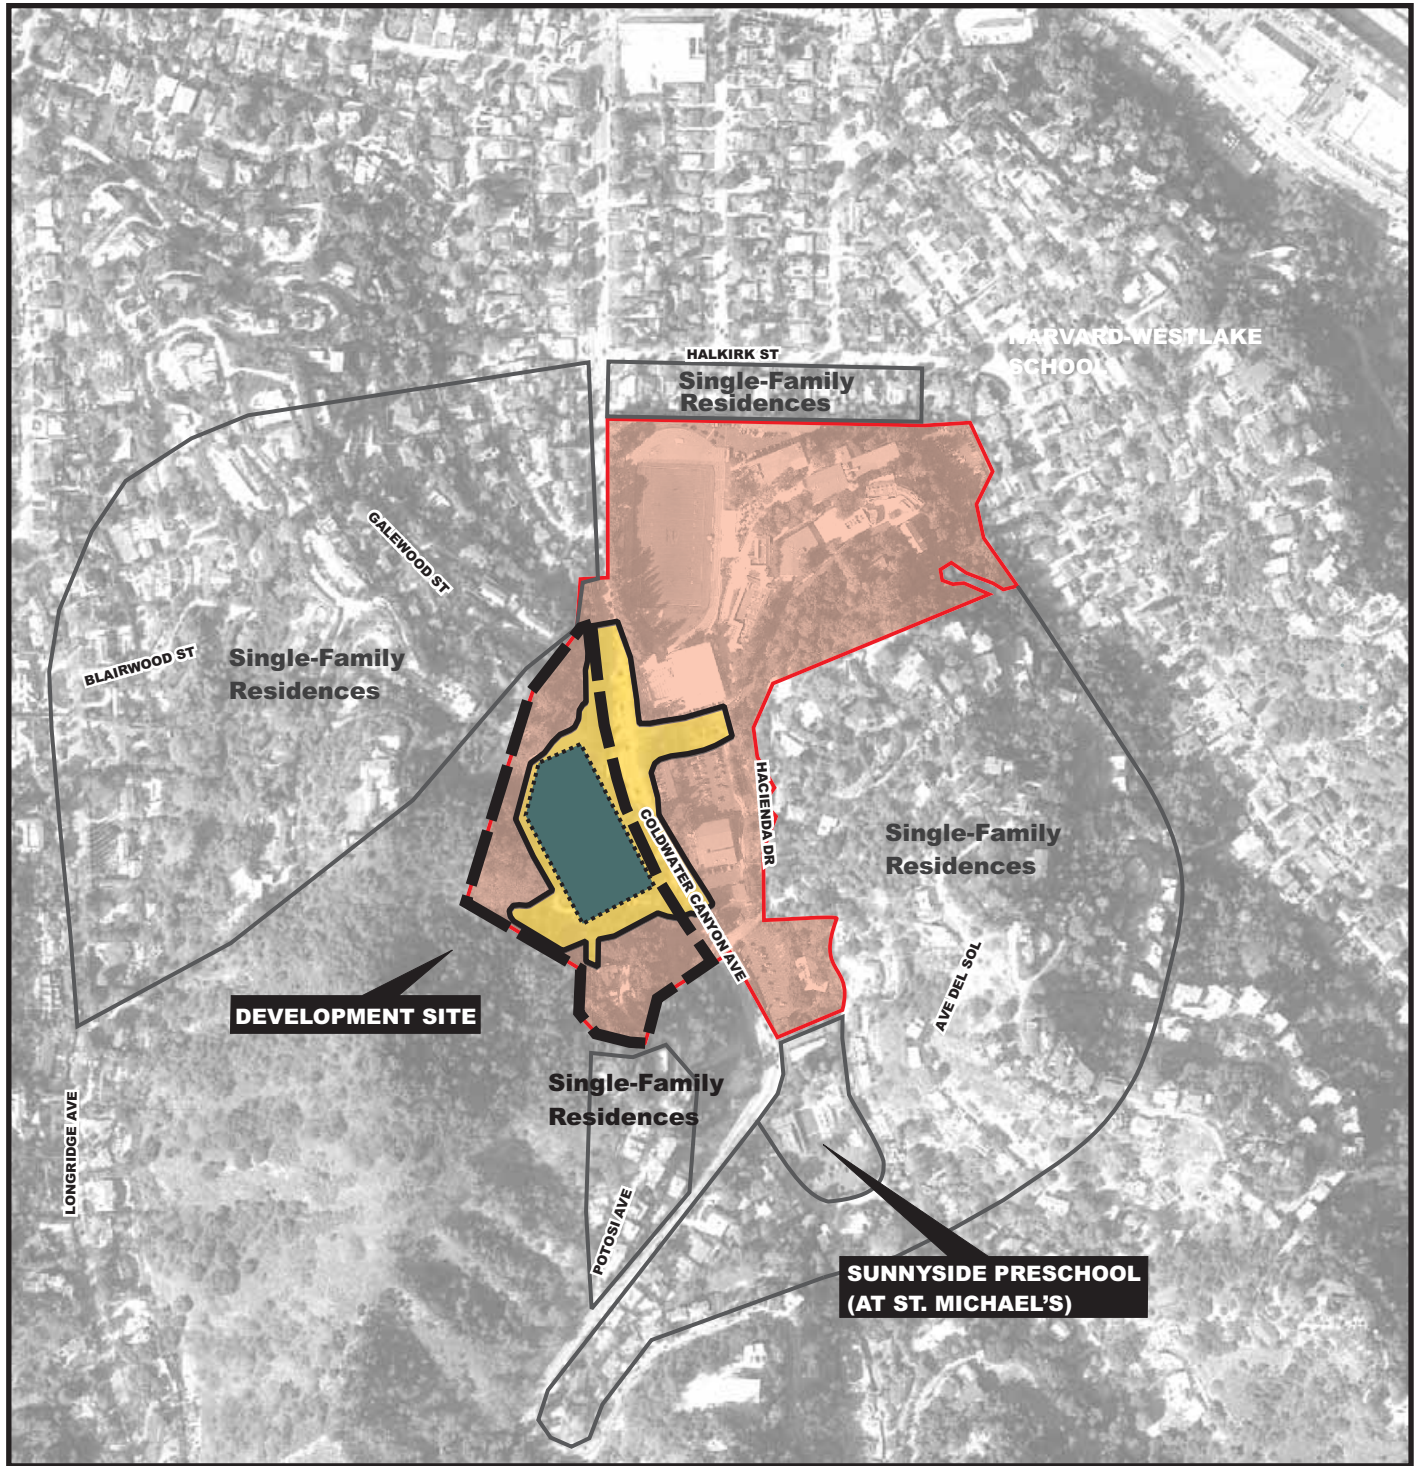 HARVARD-WESTLAKE
SCHOOL
HALKIRK ST
Single-Family
Residences
GALEWOOD ST
BLAIRWOOD ST
Single-Family
Residences
HACIENDA DR
COLDWATER CANYON AVE
Single-Family
Residences
AVE DEL SOL
DEVELOPMENT SITE
Single-Family
Residences
LONGRIDGE AVE
POTOSI AVE
SUNNYSIDE PRESCHOOL
(AT ST. MICHAEL'S)